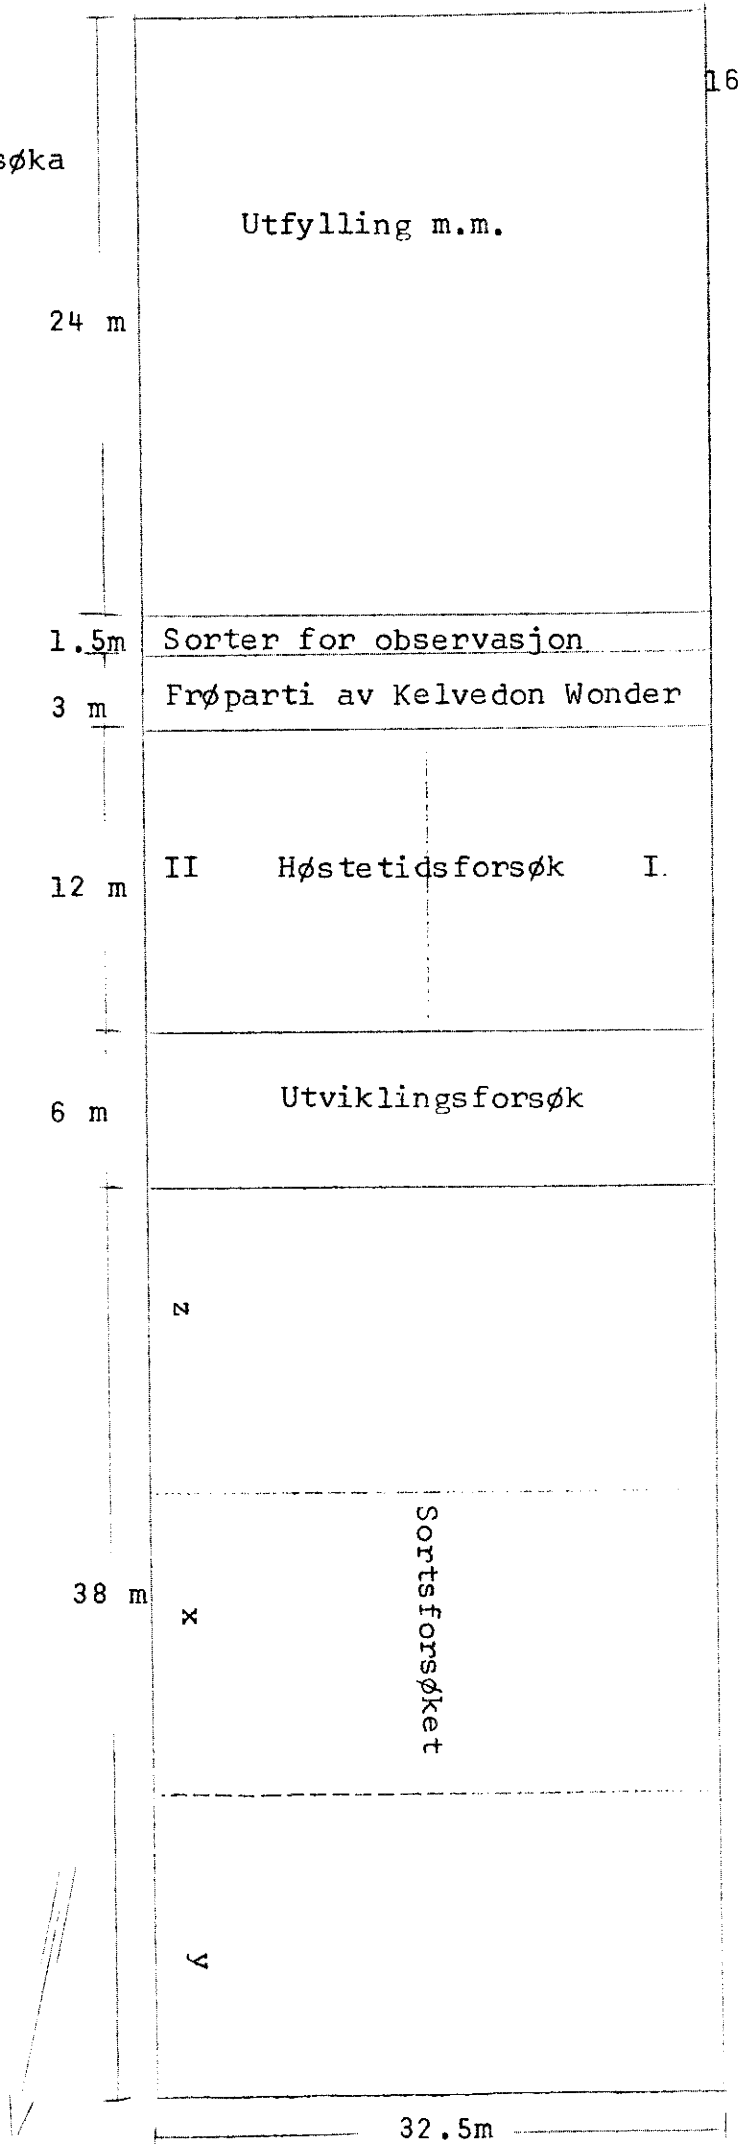 16
søka
Utfylling m.m.
24 m
1.5m Sorter for observasjon
3 m Frøparti av Kelvedon Wonder
12 m II Høstetidsforsøk I.
6 m Utviklingsforsøk
z
38 m x Sortsforsøket
y
32.5m